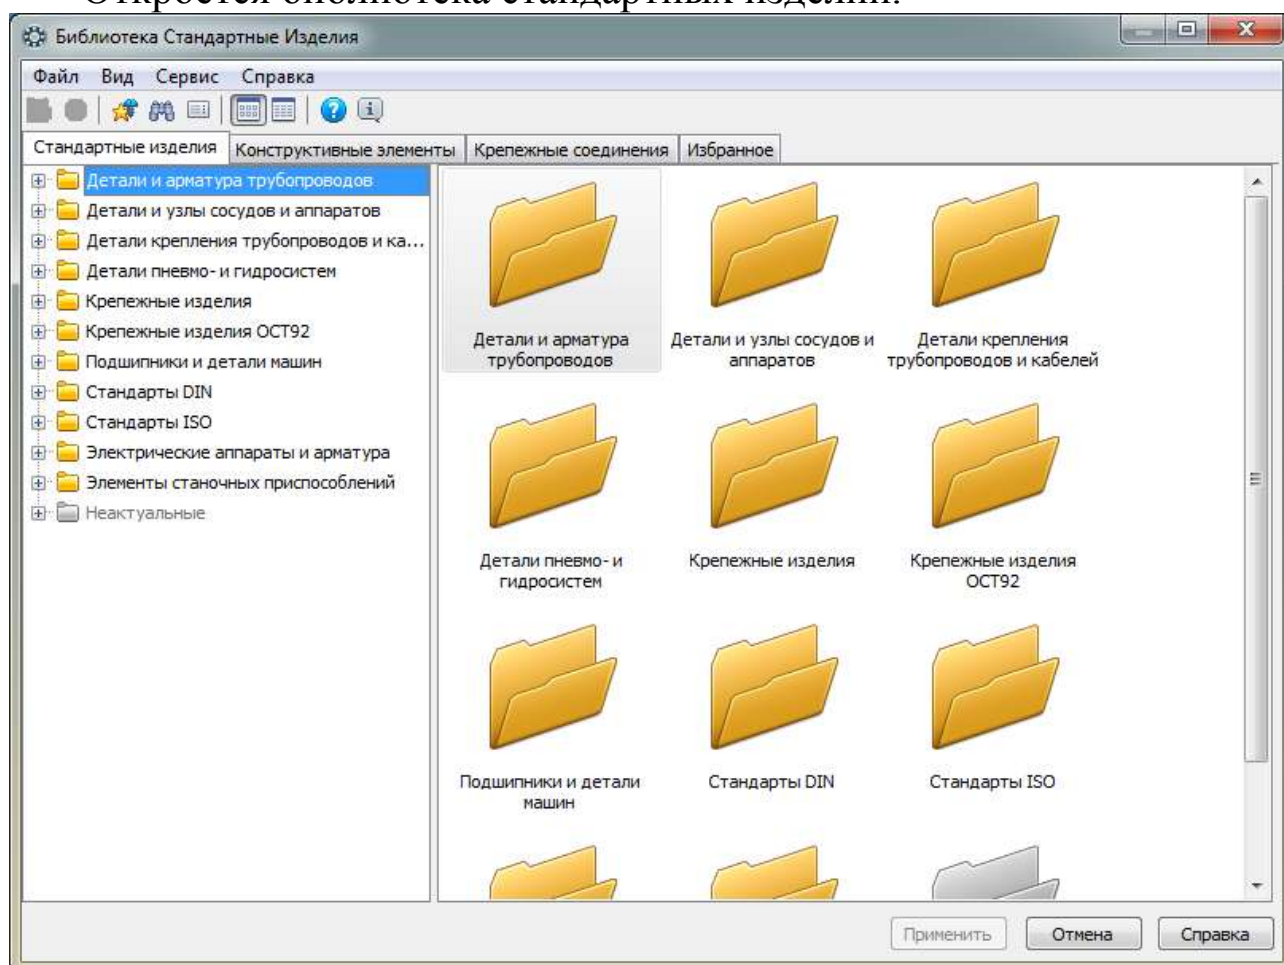 Откроется библиотека стандартных изделий:
Библиотека Стандартные Изделия
Файл Вид Сервис Справка
Стандартные изделия Конструктивные элементы Крепежные соединения Избранное
Детали и арматура трубопроводов
Детали и узлы сосудов и аппаратов
Детали крепления трубопроводов и ка...
Детали пневмо- и гидросистем
Крепежные изделия
Крепежные изделия ОСТ92
Подшипники и детали машин
Стандарты DIN
Стандарты ISO
Электрические аппараты и арматура
Элементы станочных приспособлений
Неактуальные
Детали и арматура
трубопроводов
Детали и узлы сосудов и
аппаратов
Детали крепления
трубопроводов и кабелей
Детали пневмо- и
гидросистем
Крепежные изделия
Крепежные изделия
ОСТ92
Подшипники и детали
машин
Стандарты DIN
Стандарты ISO
Применить Отмена Справка